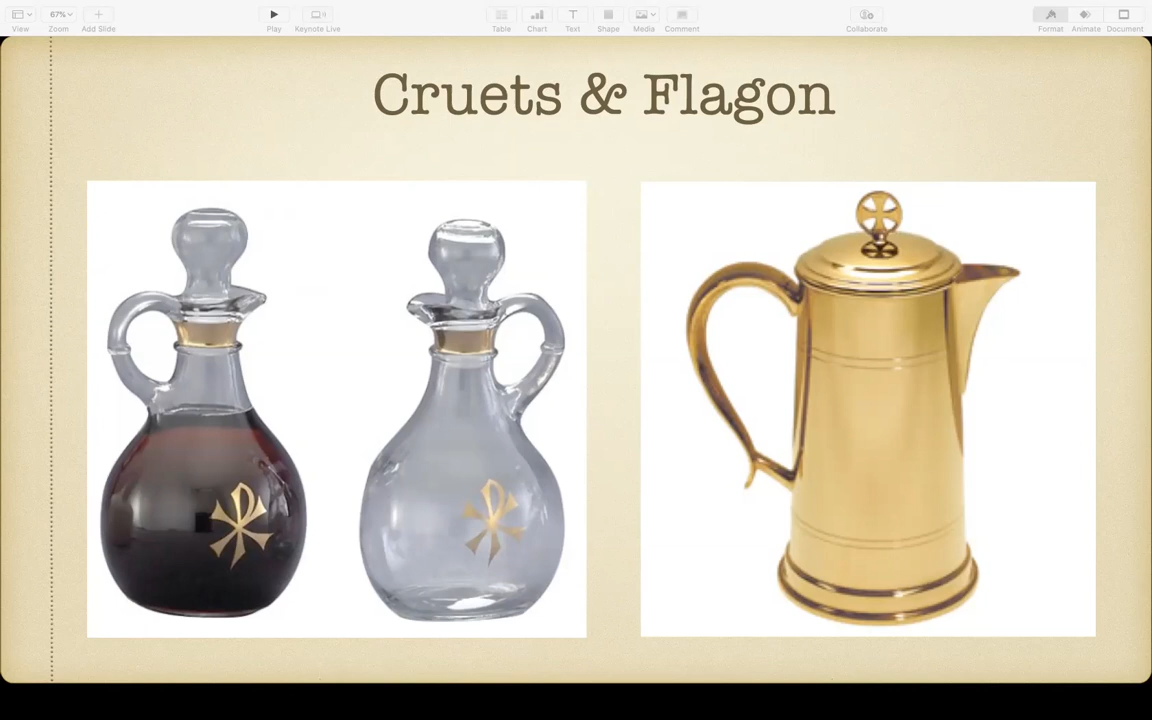 67%
View
Zoom
Add Slide
Play
Keynote Live
Table
Chart
Text
Shape
Media
Comment
Collaborate
Format
Animate
Document
Cruets & Flagon